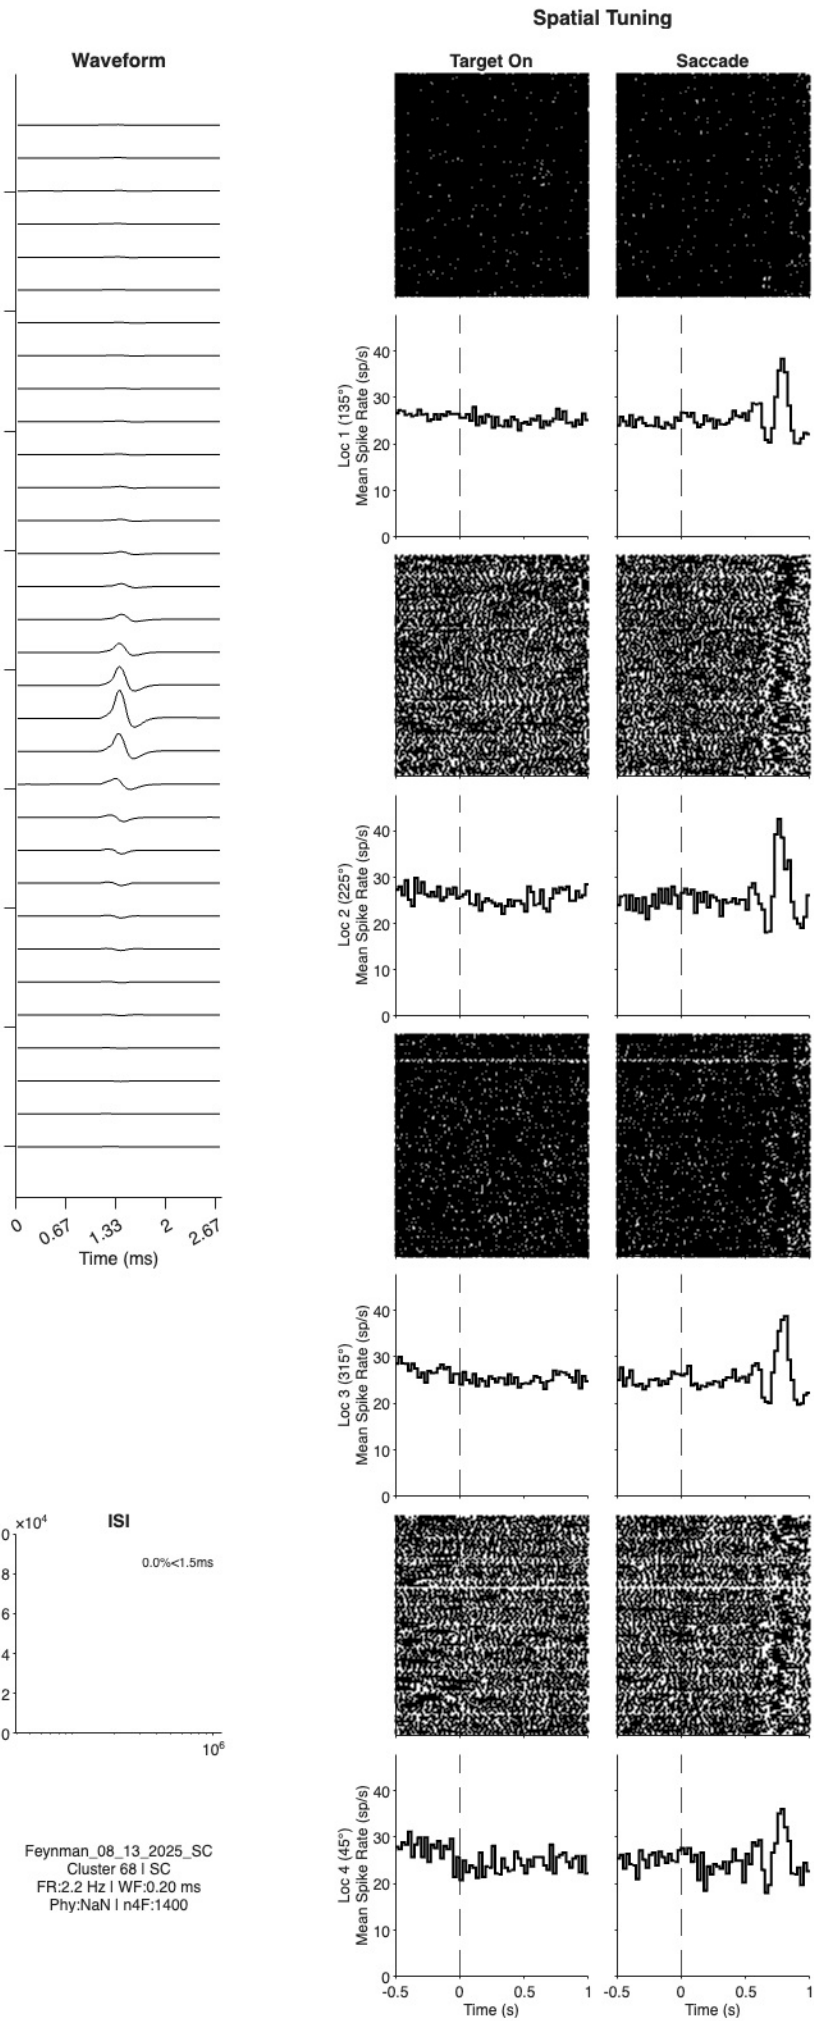 Spatial Tuning
Waveform
Target On
Saccade
Loc 1 (135°)
Mean Spike Rate (sp/s)
40
30
20
10
0
Loc 2 (225°)
Mean Spike Rate (sp/s)
40
30
20
10
0
0
0.67
1.33
2
2.67
Time (ms)
Loc 3 (315°)
Mean Spike Rate (sp/s)
40
30
20
10
0
×10⁴
ISI
0.0%<1.5ms
0
8
6
4
2
0
10⁶
Feynman_08_13_2025_SC
Cluster 68 | SC
FR:2.2 Hz | WF:0.20 ms
Phy:NaN | n4F:1400
Loc 4 (45°)
Mean Spike Rate (sp/s)
40
30
20
10
0
-0.5 0 0.5 1
Time (s)
-0.5 0 0.5 1
Time (s)